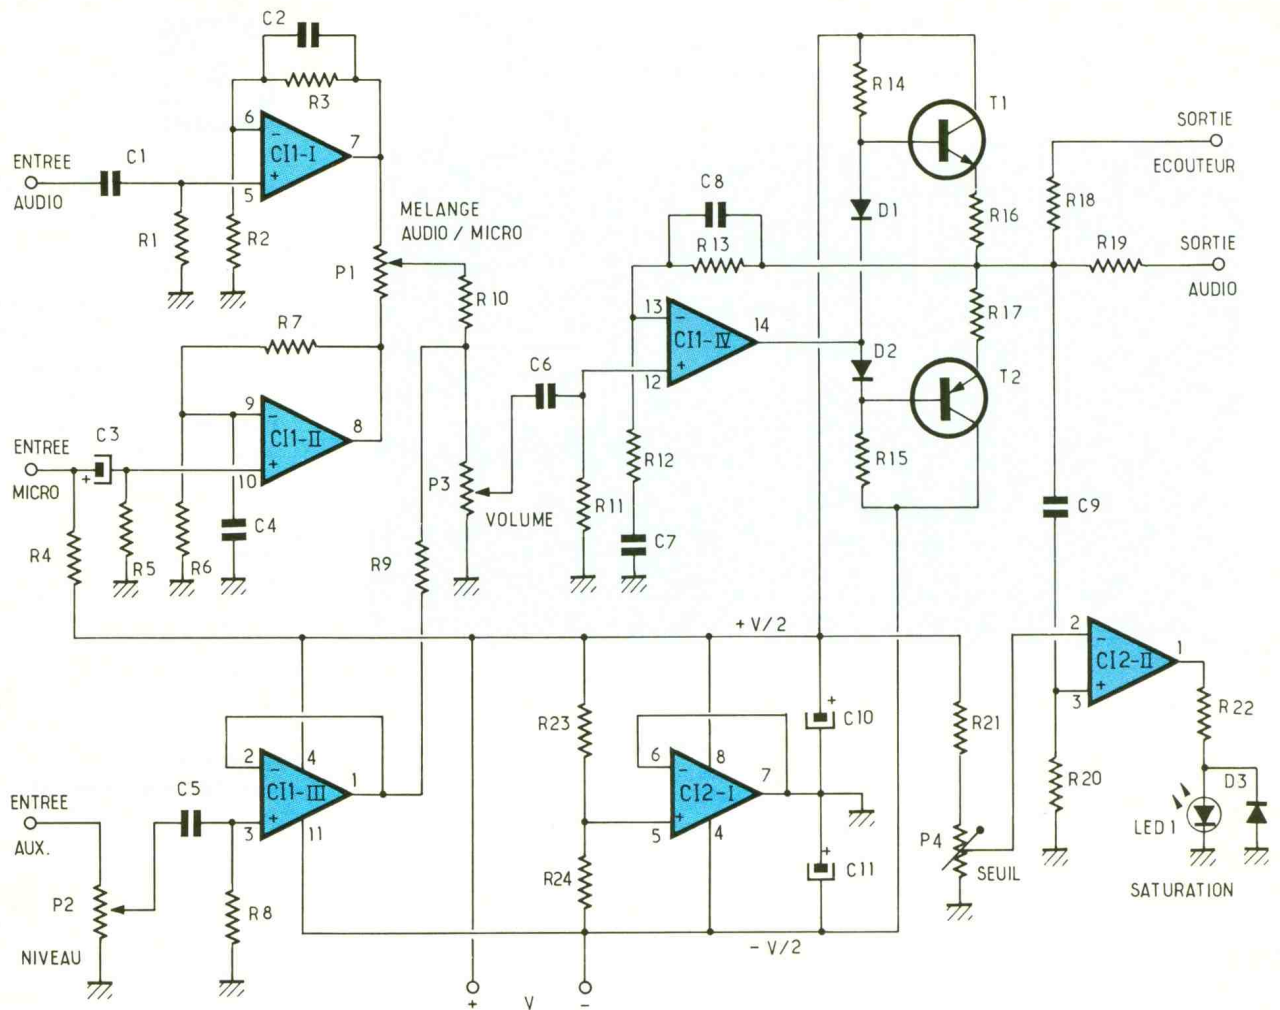 C2
R3
6
−
CI1-I
7
+
5
ENTREE
AUDIO
C1
R1
R2
MELANGE
AUDIO / MICRO
P1
R10
R7
9
−
CI1-II
8
+
10
ENTREE
MICRO
C3
+
R4
R5
R6
C4
R9
P3
VOLUME
C6
R11
R12
C7
C8
R13
13
−
CI1-IV
14
+
12
R14
T1
D1
R16
R18
SORTIE
ECOUTEUR
R19
SORTIE
AUDIO
R17
D2
T2
R15
C9
+V/2
2
−
CI2-II
1
+
3
R22
D3
LED1
SATURATION
R20
R21
P4
SEUIL
ENTREE
AUX.
P2
NIVEAU
C5
R8
2
−
4
CI1-III
1
+
3
11
R23
R24
6
−
8
CI2-I
7
+
5
4
+
C10
+
C11
− V/2
+
V
−